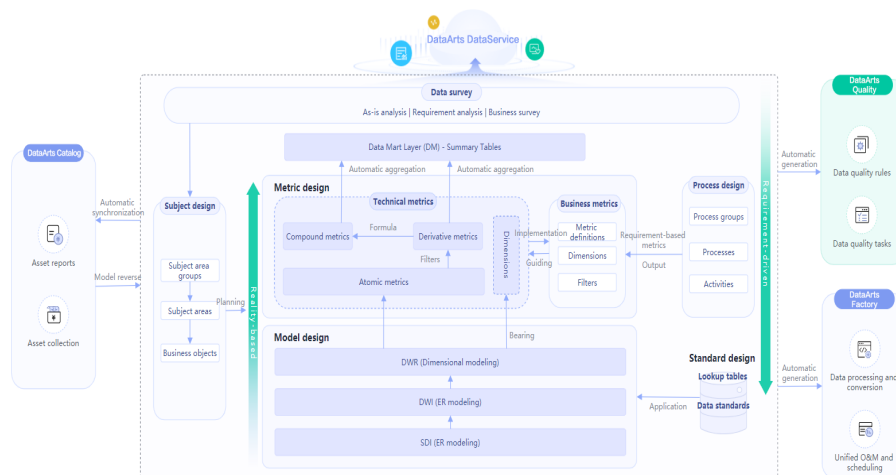 DataArts DataService
Data survey
As-is analysis | Requirement analysis | Business survey
Data Mart Layer (DM) - Summary Tables
Automatic aggregation
Automatic aggregation
DataArts Catalog
Automatic
synchronization
Asset reports
Model reverse
Asset collection
Subject design
Subject area
groups
Subject areas
Business objects
Planning
Reality-based
Metric design
Technical metrics
Compound metrics
Formula
Derivative metrics
Filters
Atomic metrics
Dimensions
Implementation
Guiding
Business metrics
Metric
definitions
Dimensions
Filters
Requirement-based
metrics
Output
Process design
Process groups
Processes
Activities
Requirement-driven
Model design
Bearing
DWR (Dimensional modeling)
DWI (ER modeling)
SDI (ER modeling)
Application
Standard design
Lookup tables
Data standards
Automatic
generation
DataArts
Quality
Data quality rules
Data quality tasks
Automatic
generation
DataArts
Factory
Data processing and
conversion
Unified O&M and
scheduling